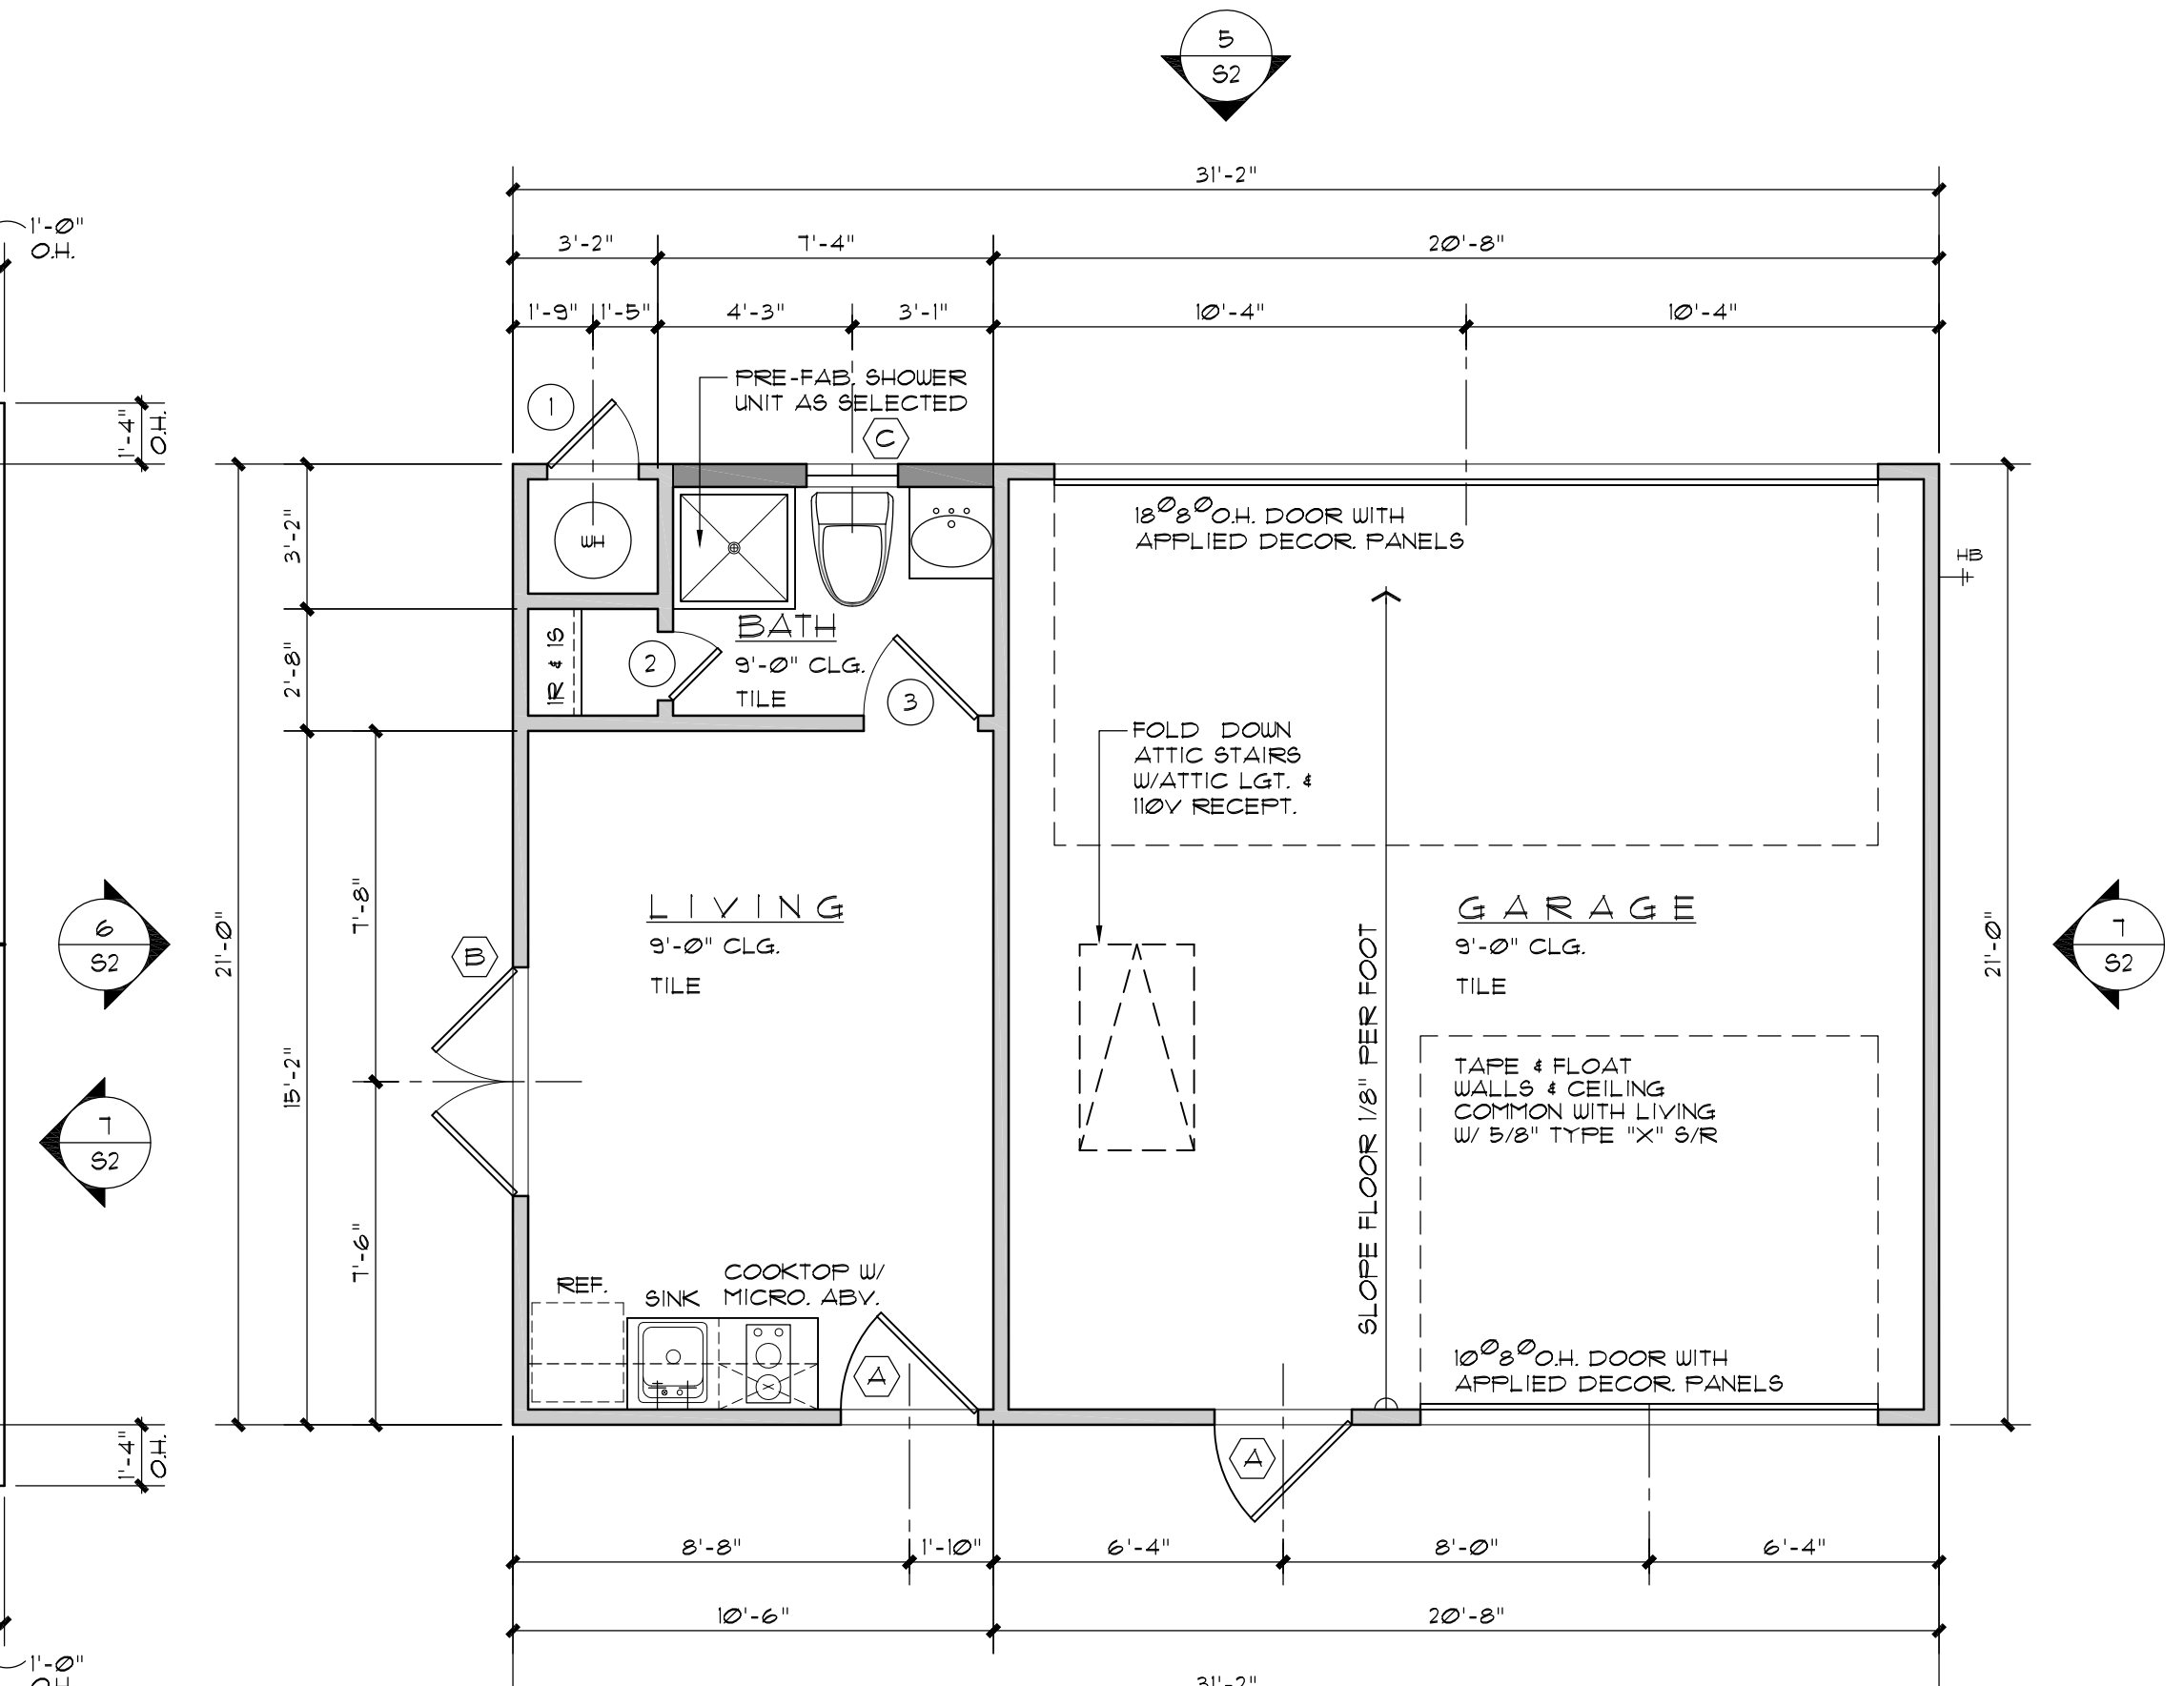 5
S2
31'-2"
1'-0"
O.H.
3'-2"
7'-4"
20'-8"
1'-9"
1'-5"
4'-3"
3'-1"
10'-4"
10'-4"
PRE-FAB. SHOWER
UNIT AS SELECTED
1
C
1'-4"
O.H.
18⁰8⁰ O.H. DOOR WITH
APPLIED DECOR. PANELS
WH
HB
3'-2"
BATH
9'-0" CLG.
TILE
1R & 1S
2
3
2'-8"
FOLD DOWN
ATTIC STAIRS
W/ATTIC LGT. &
110V RECEPT.
LIVING
9'-0" CLG.
TILE
GARAGE
9'-0" CLG.
TILE
7'-8"
6
S2
21'-0"
B
21'-0"
7
S2
SLOPE FLOOR 1/8" PER FOOT
TAPE & FLOAT
WALLS & CEILING
COMMON WITH LIVING
W/ 5/8" TYPE "X" S/R
15'-2"
7
S2
7'-6"
REF.
SINK
COOKTOP W/
MICRO. ABV.
A
10⁰8⁰ O.H. DOOR WITH
APPLIED DECOR. PANELS
1'-4"
O.H.
A
8'-8"
1'-10"
6'-4"
8'-0"
6'-4"
10'-6"
20'-8"
1'-0"
O.H.
31'-2"